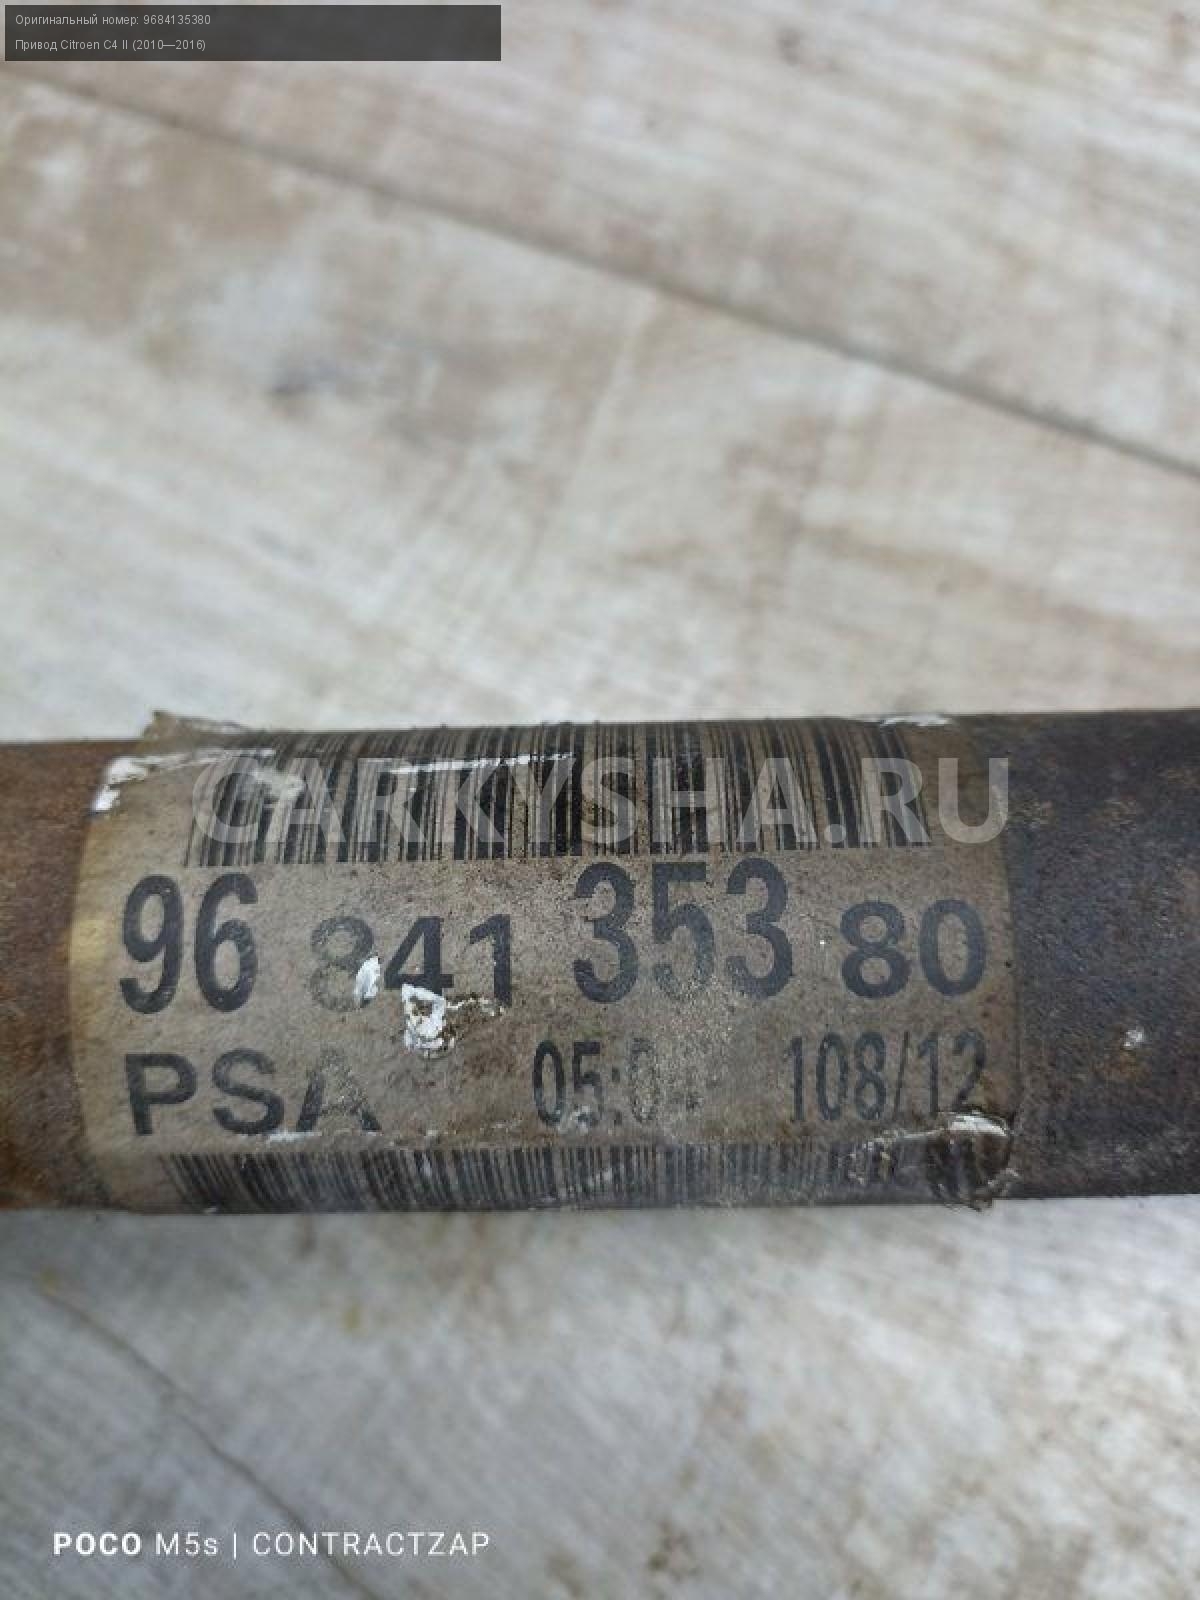 Оригинальный номер: 9684135380
Привод Citroen C4 II (2010—2016)
CARKYSHA.RU
96 841 353 80
PSA 108/12
POCO M5s | CONTRACTZAP